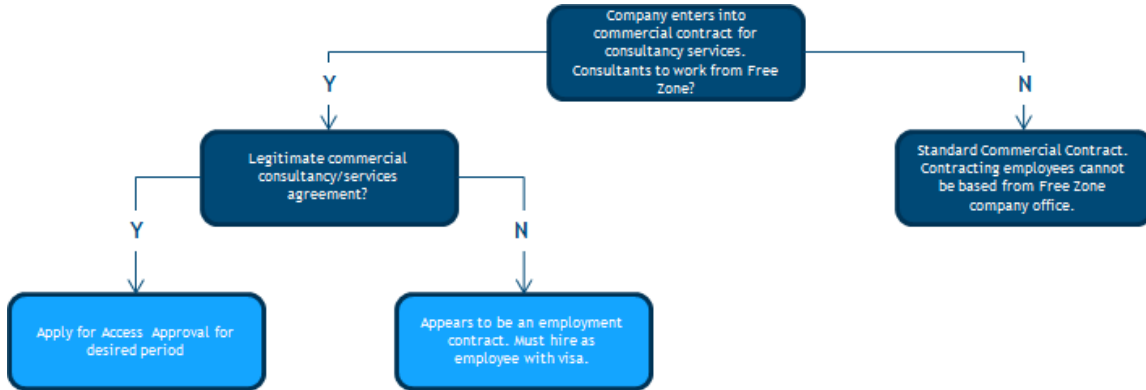 Company enters into
commercial contract for
consultancy services.
Consultants to work from Free
Zone?
Y
N
Legitimate commercial
consultancy/services
agreement?
Standard Commercial Contract.
Contracting employees cannot
be based from Free Zone
company office.
Y
N
Apply for Access Approval for
desired period
Appears to be an employment
contract. Must hire as
employee with visa.